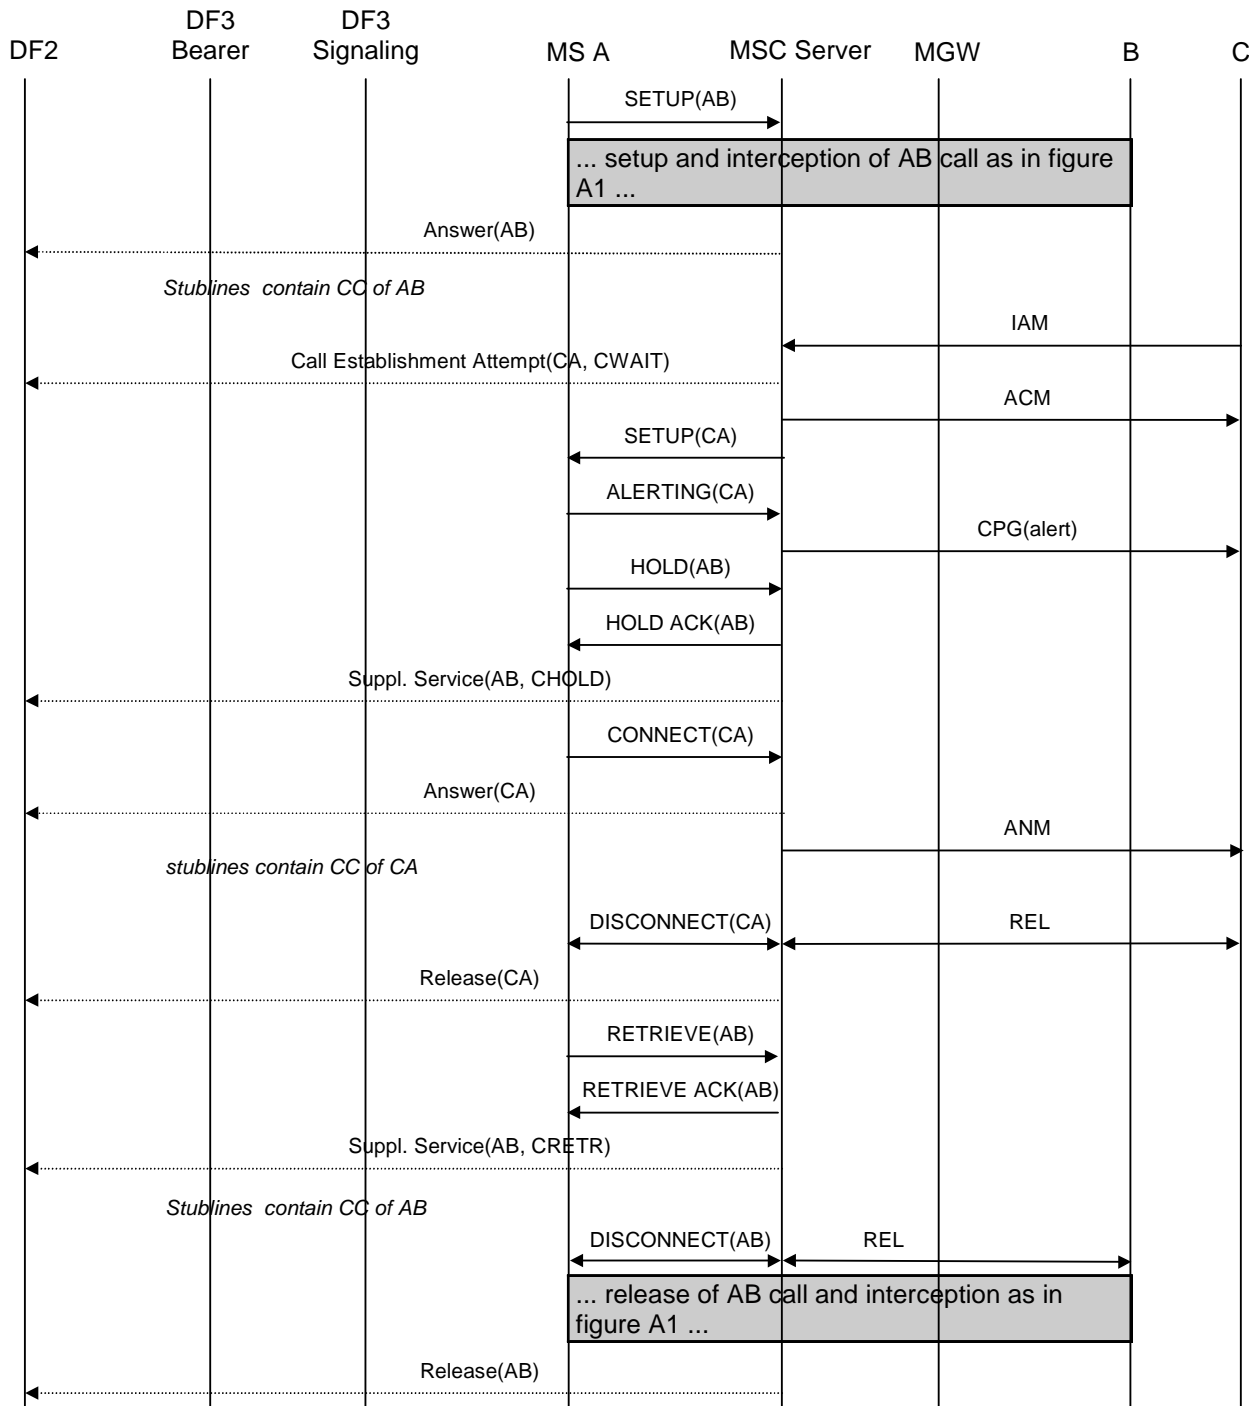 DF2
DF3
Bearer
DF3
Signaling
MS A
MSC Server
MGW
B
C
SETUP(AB)
... setup and interception of AB call as in figure
A1 ...
Answer(AB)
Stublines contain CC of AB
IAM
Call Establishment Attempt(CA, CWAIT)
ACM
SETUP(CA)
ALERTING(CA)
CPG(alert)
HOLD(AB)
HOLD ACK(AB)
Suppl. Service(AB, CHOLD)
CONNECT(CA)
Answer(CA)
ANM
stublines contain CC of CA
DISCONNECT(CA)
REL
Release(CA)
RETRIEVE(AB)
RETRIEVE ACK(AB)
Suppl. Service(AB, CRETR)
Stublines contain CC of AB
DISCONNECT(AB)
REL
... release of AB call and interception as in
figure A1 ...
Release(AB)